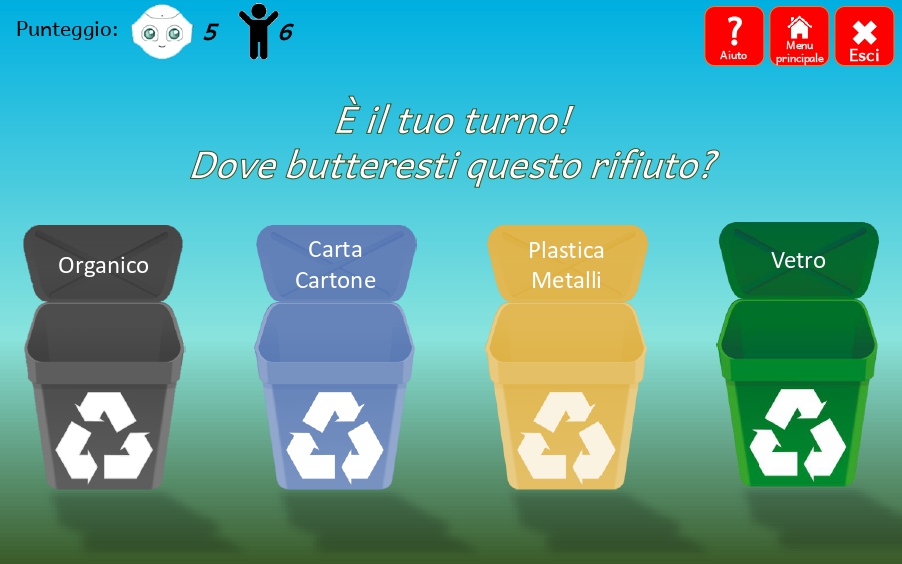 Punteggio: 5 6
Aiuto
Menu
principale
Esci
È il tuo turno!
Dove butteresti questo rifiuto?
Organico
Carta
Cartone
Plastica
Metalli
Vetro